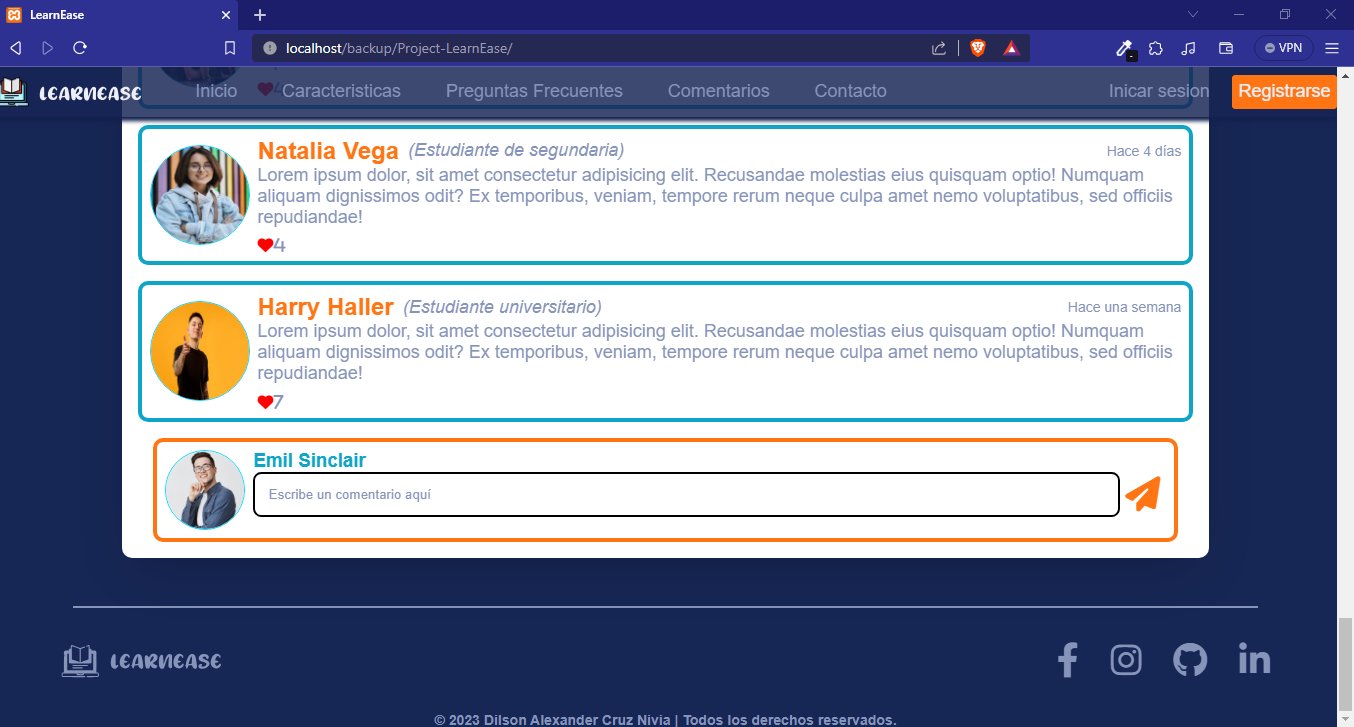 LearnEase
localhost/backup/Project-LearnEase/
VPN
LEARNEASE
Inicio
Caracteristicas
Preguntas Frecuentes
Comentarios
Contacto
Inicar sesion
Registrarse
Natalia Vega (Estudiante de segundaria)
Hace 4 días
Lorem ipsum dolor, sit amet consectetur adipisicing elit. Recusandae molestias eius quisquam optio! Numquam
aliquam dignissimos odit? Ex temporibus, veniam, tempore rerum neque culpa amet nemo voluptatibus, sed officiis
repudiandae!
4
Harry Haller (Estudiante universitario)
Hace una semana
Lorem ipsum dolor, sit amet consectetur adipisicing elit. Recusandae molestias eius quisquam optio! Numquam
aliquam dignissimos odit? Ex temporibus, veniam, tempore rerum neque culpa amet nemo voluptatibus, sed officiis
repudiandae!
7
Emil Sinclair
Escribe un comentario aquí
LEARNEASE
© 2023 Dilson Alexander Cruz Nivia | Todos los derechos reservados.